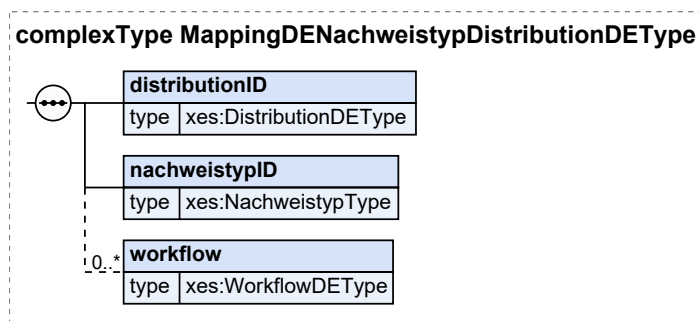 complexType MappingDENachweistypDistributionDEType
distributionID
type xes:DistributionDEType
nachweistypID
type xes:NachweistypType
0..* workflow
type xes:WorkflowDEType